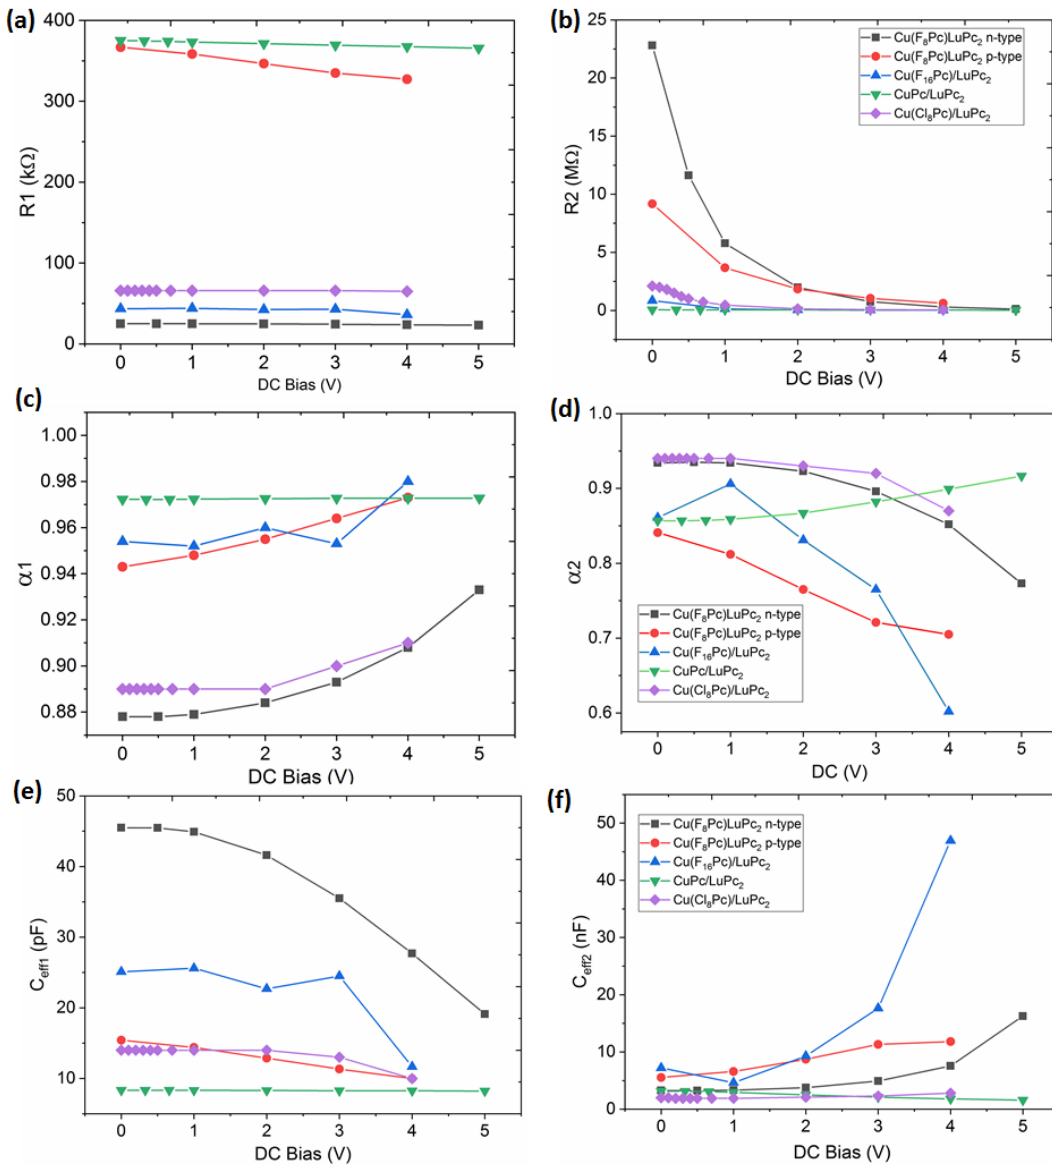 (a)
400
350
300
250
200
150
100
50
0
R1 (kΩ)
0 1 2 3 4 5
DC Bias (V)
(b)
25
20
15
10
5
0
R2 (MΩ)
Cu(F₈Pc)LuPc₂ n-type
Cu(F₈Pc)LuPc₂ p-type
Cu(F₁₆Pc)/LuPc₂
CuPc/LuPc₂
Cu(Cl₈Pc)/LuPc₂
0 1 2 3 4 5
DC Bias (V)
(c)
1.00
0.98
0.96
0.94
0.92
0.90
0.88
α1
0 1 2 3 4 5
DC Bias (V)
(d)
1.0
0.9
0.8
0.7
0.6
α2
Cu(F₈Pc)LuPc₂ n-type
Cu(F₈Pc)LuPc₂ p-type
Cu(F₁₆Pc)/LuPc₂
CuPc/LuPc₂
Cu(Cl₈Pc)/LuPc₂
0 1 2 3 4 5
DC (V)
(e)
50
40
30
20
10
C_eff1 (pF)
0 1 2 3 4 5
DC Bias (V)
(f)
50
40
30
20
10
0
C_eff2 (nF)
Cu(F₈Pc)LuPc₂ n-type
Cu(F₈Pc)LuPc₂ p-type
Cu(F₁₆Pc)/LuPc₂
CuPc/LuPc₂
Cu(Cl₈Pc)/LuPc₂
0 1 2 3 4 5
DC Bias (V)